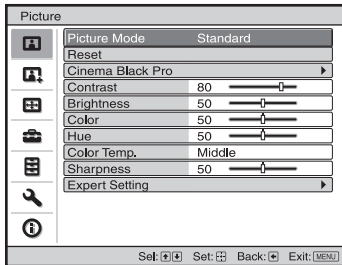 Picture
Picture Mode Standard
Reset
Cinema Black Pro
Contrast 80
Brightness 50
Color 50
Hue 50
Color Temp. Middle
Sharpness 50
Expert Setting
Sel: Set: Back: Exit: MENU